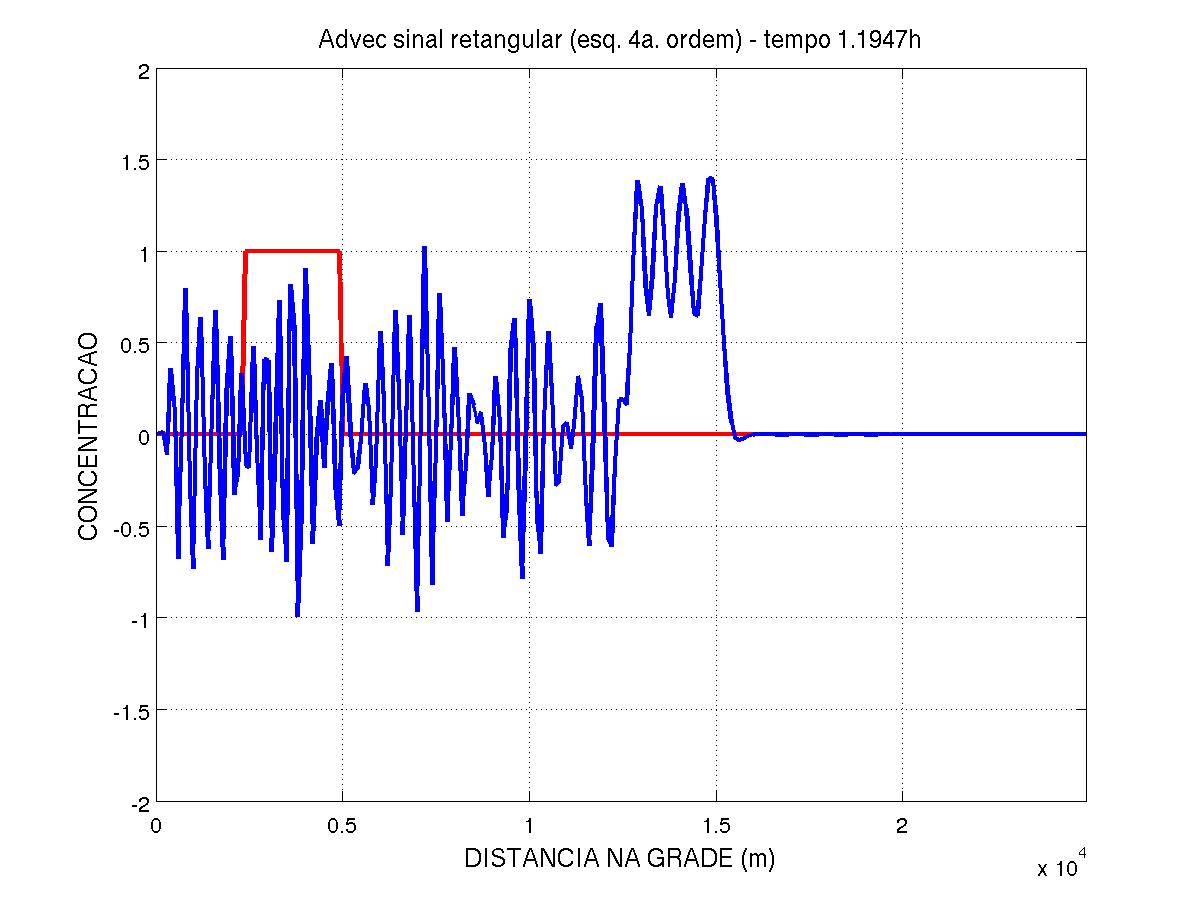 Advec sinal retangular (esq. 4a. ordem) - tempo 1.1947h
2
1.5
1
0.5
0
-0.5
-1
-1.5
-2
CONCENTRACAO
0 0.5 1 1.5 2
DISTANCIA NA GRADE (m)
x 10^4